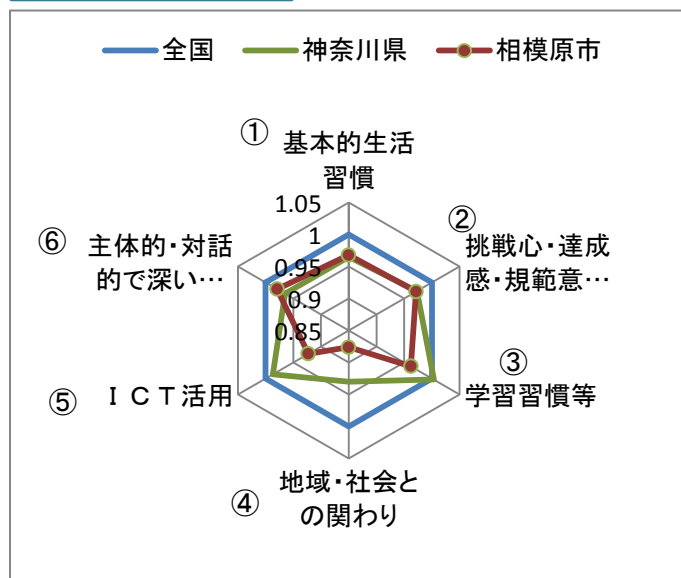 全国 神奈川県 相模原市
① 基本的生活
習慣
1.05
1
0.95
0.9
0.85
② 挑戦心・達成
感・規範意…
③
学習習慣等
④ 地域・社会と
の関わり
⑤ ＩＣＴ活用
⑥ 主体的・対話
的で深い…